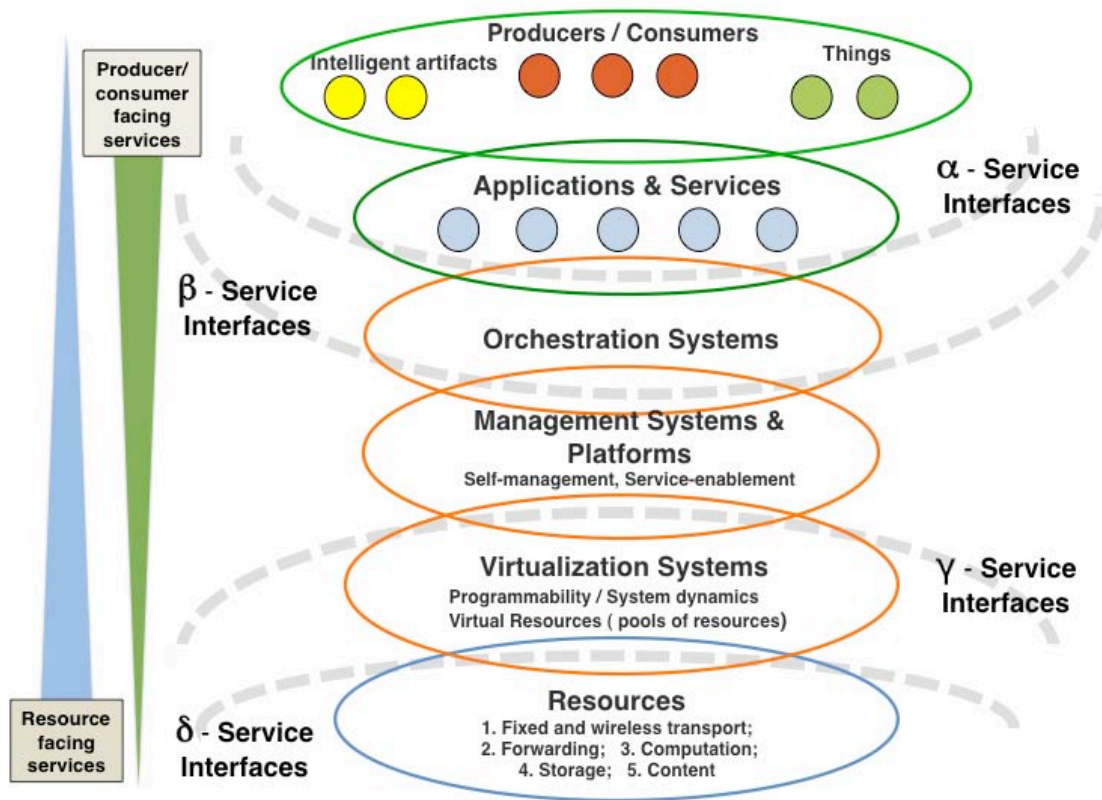 Producers / Consumers
Intelligent artifacts
Things
Producer/
consumer
facing
services
α - Service
Interfaces
Applications & Services
β - Service
Interfaces
Orchestration Systems
Management Systems &
Platforms
Self-management, Service-enablement
Virtualization Systems
Programmability / System dynamics
Virtual Resources ( pools of resources)
γ - Service
Interfaces
Resources
1. Fixed and wireless transport;
2. Forwarding; 3. Computation;
4. Storage; 5. Content
Resource
facing
services
δ - Service
Interfaces